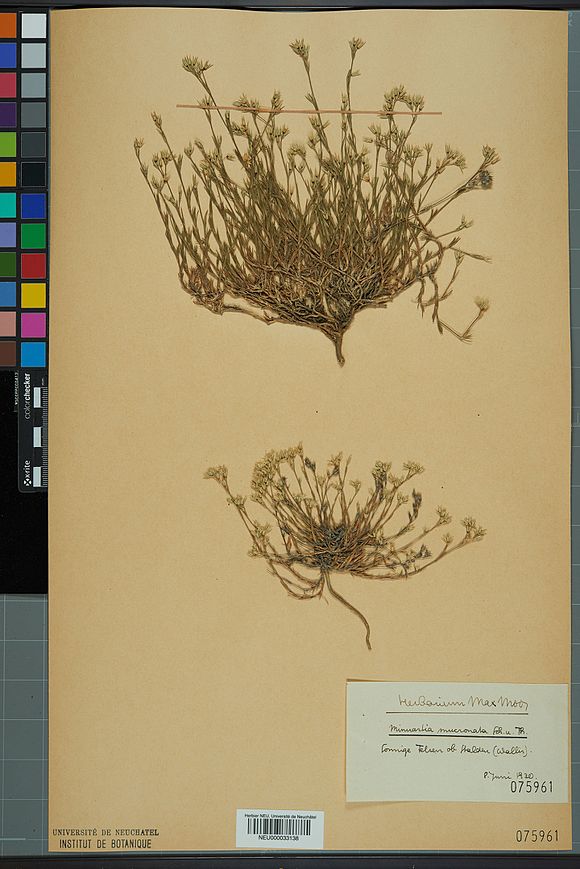 colorchecker
x-rite
Herbarium Max Moor
Minuartia mucronata Sch. u. Th.
Sonnige Felsen ob Stalden (Wallis).
Juni 1920.
075961
Herbier NEU, Université de Neuchâtel
NEU000033138
UNIVERSITÉ DE NEUCHATEL
INSTITUT DE BOTANIQUE
075961